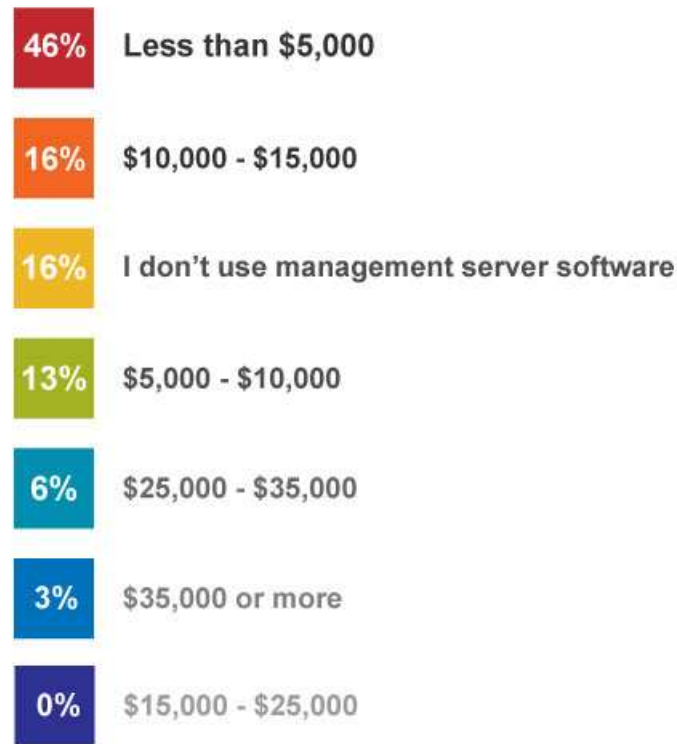 46% Less than $5,000
16% $10,000 - $15,000
16% I don’t use management server software
13% $5,000 - $10,000
6% $25,000 - $35,000
3% $35,000 or more
0% $15,000 - $25,000